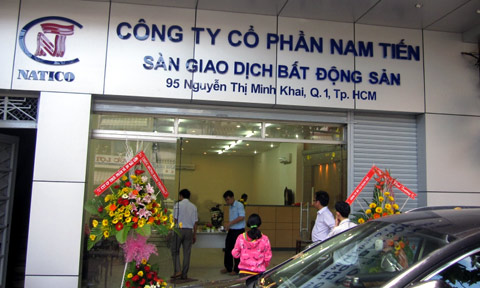 CÔNG TY CỔ PHẦN NAM TIẾN
SÀN GIAO DỊCH BẤT ĐỘNG SẢN
95 Nguyễn Thị Minh Khai, Q.1, Tp. HCM
NATICO